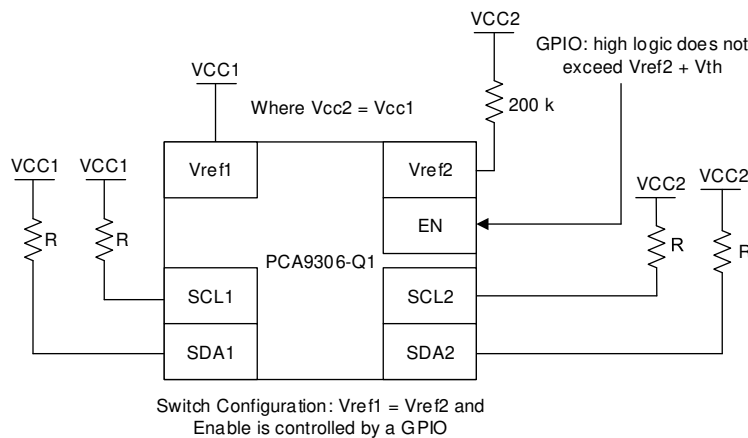 VCC2
GPIO: high logic does not
exceed Vref2 + Vth
VCC1
Where Vcc2 = Vcc1
200 k
VCC1
VCC1
Vref1
Vref2
VCC2
VCC2
EN
R
R
R
R
PCA9306-Q1
SCL1
SCL2
SDA1
SDA2
Switch Configuration: Vref1 = Vref2 and
Enable is controlled by a GPIO